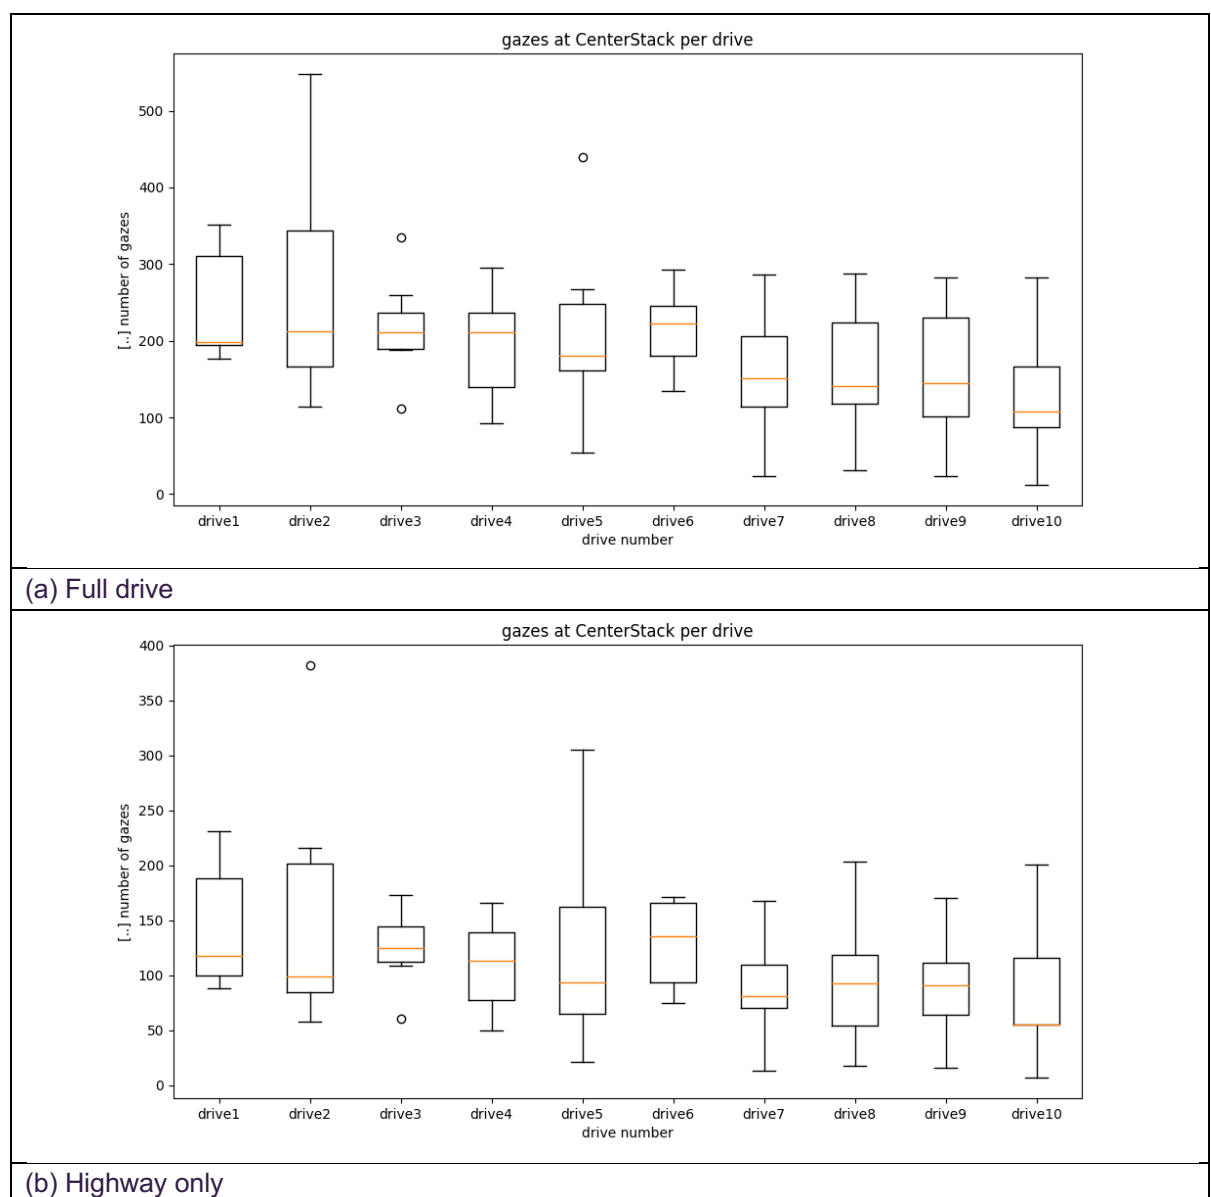 gazes at CenterStack per drive
[..] number of gazes
500
400
300
200
100
0
drive1 drive2 drive3 drive4 drive5 drive6 drive7 drive8 drive9 drive10
drive number
(a) Full drive
gazes at CenterStack per drive
[..] number of gazes
400
350
300
250
200
150
100
50
0
drive1 drive2 drive3 drive4 drive5 drive6 drive7 drive8 drive9 drive10
drive number
(b) Highway only